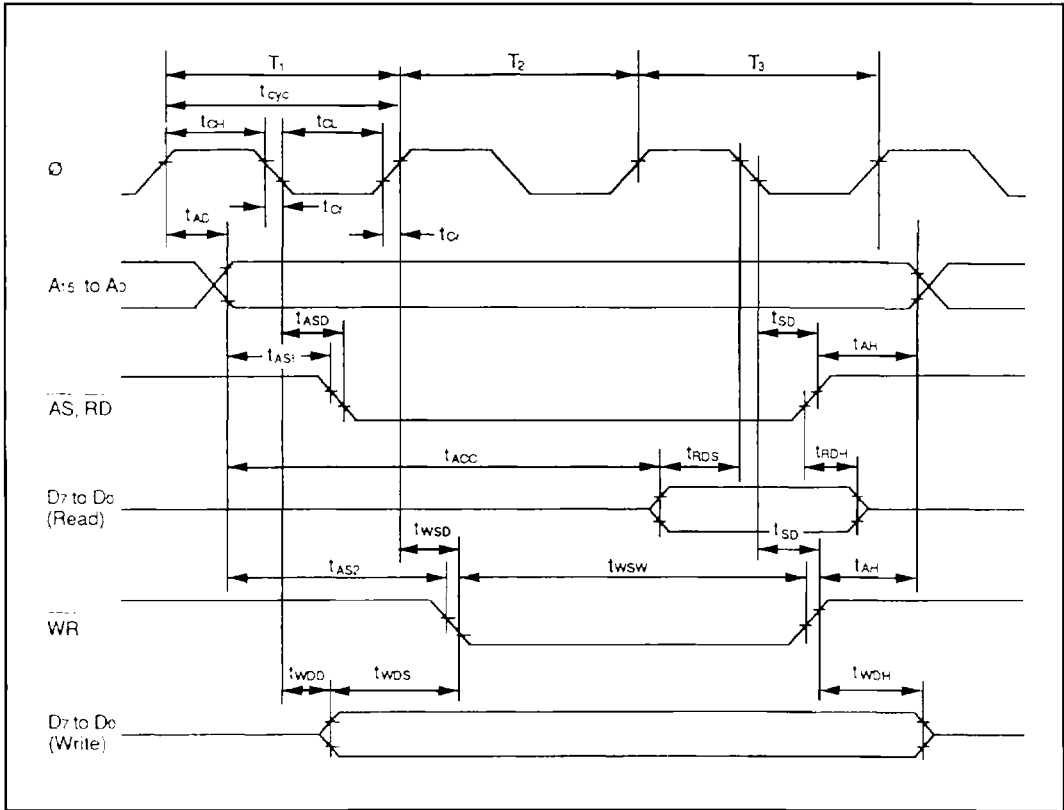 T1 T2 T3
tcyc
tCH tCL
Ø
tCf
tAD tCr
A15 to A0
tASD tSD
tAS1 tAH
AS, RD
tACC tRDS tRDH
D7 to D0
(Read)
tWSD tSD
tAS2 tWSW tAH
WR
tWDD tWDS tWDH
D7 to D0
(Write)